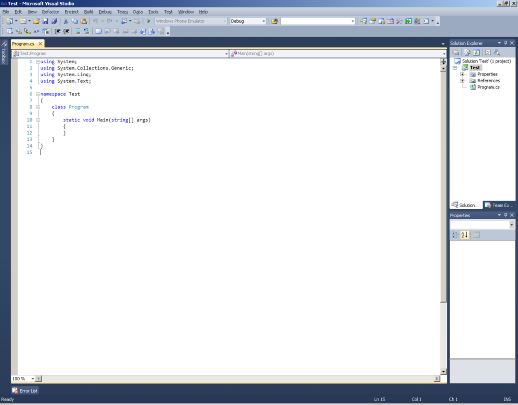 Test - Microsoft Visual Studio
File Edit View Refactor Project Build Debug Team Data Tools Test Window Help
Windows Phone Emulator Debug
Program.cs
Test.Program Main(string[] args)
1 using System;
2 using System.Collections.Generic;
3 using System.Linq;
4 using System.Text;
5
6 namespace Test
7 {
8 class Program
9 {
10 static void Main(string[] args)
11 {
12 }
13 }
14 }
15
100 %
Error List
Ready Ln 15 Col 1 Ch 1 INS
Toolbox
Solution Explorer
Solution 'Test' (1 project)
Test
Properties
References
Program.cs
Solution... Team Ex...
Properties